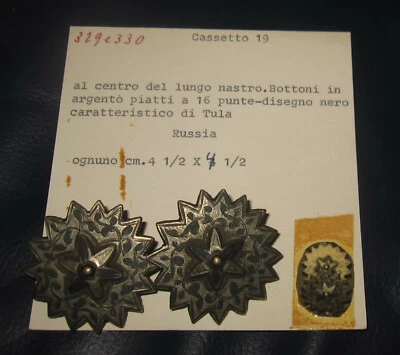 329e330
Cassetto 19
al centro del lungo nastro.Bottoni in
argento piatti a 16 punte-disegno nero
caratteristico di Tula
Russia
ognuno cm.4 1/2 X 4 1/2